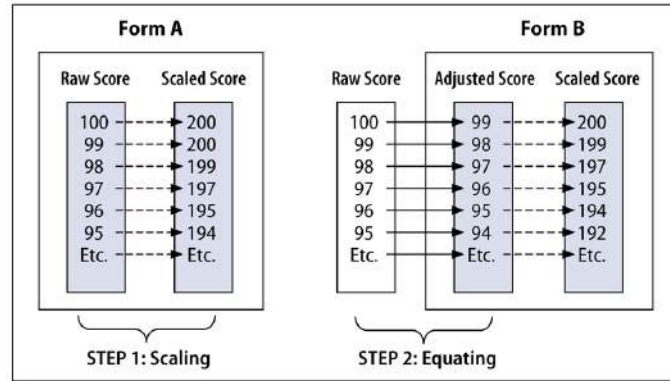 Form A
Form B
Raw Score Scaled Score
Raw Score Adjusted Score Scaled Score
100 200
99 200
98 199
97 197
96 195
95 194
Etc. Etc.
100 99 200
99 98 199
98 97 197
97 96 195
96 95 194
95 94 192
Etc. Etc. Etc.
STEP 1: Scaling
STEP 2: Equating